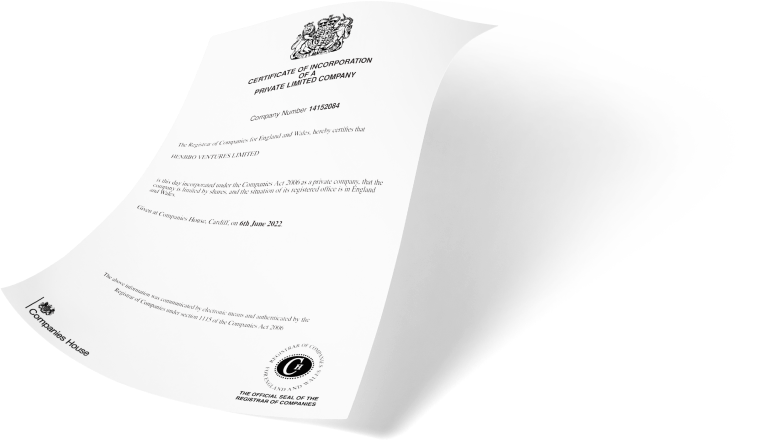 CERTIFICATE OF INCORPORATION
OF A
PRIVATE LIMITED COMPANY
Company Number 14152084
The Registrar of Companies for England and Wales, hereby certifies that
HENIBO VENTURES LIMITED
is this day incorporated under the Companies Act 2006 as a private company, that the
company is limited by shares, and the situation of its registered office is in England
and Wales.
Given at Companies House, Cardiff, on 6th June 2022
The above information was communicated by electronic means and authenticated by the
Registrar of Companies under section 1115 of the Companies Act 2006
Companies House
REGISTRAR OF COMPANIES
FOR ENGLAND AND WALES
CH
THE OFFICIAL SEAL OF THE
REGISTRAR OF COMPANIES